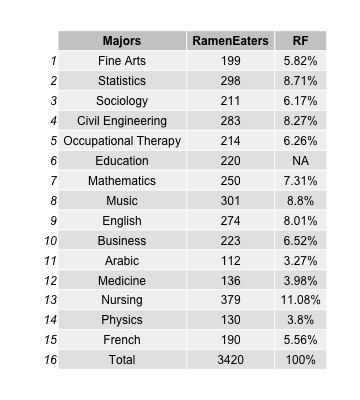 Majors RamenEaters RF
1 Fine Arts 199 5.82%
2 Statistics 298 8.71%
3 Sociology 211 6.17%
4 Civil Engineering 283 8.27%
5 Occupational Therapy 214 6.26%
6 Education 220 NA
7 Mathematics 250 7.31%
8 Music 301 8.8%
9 English 274 8.01%
10 Business 223 6.52%
11 Arabic 112 3.27%
12 Medicine 136 3.98%
13 Nursing 379 11.08%
14 Physics 130 3.8%
15 French 190 5.56%
16 Total 3420 100%